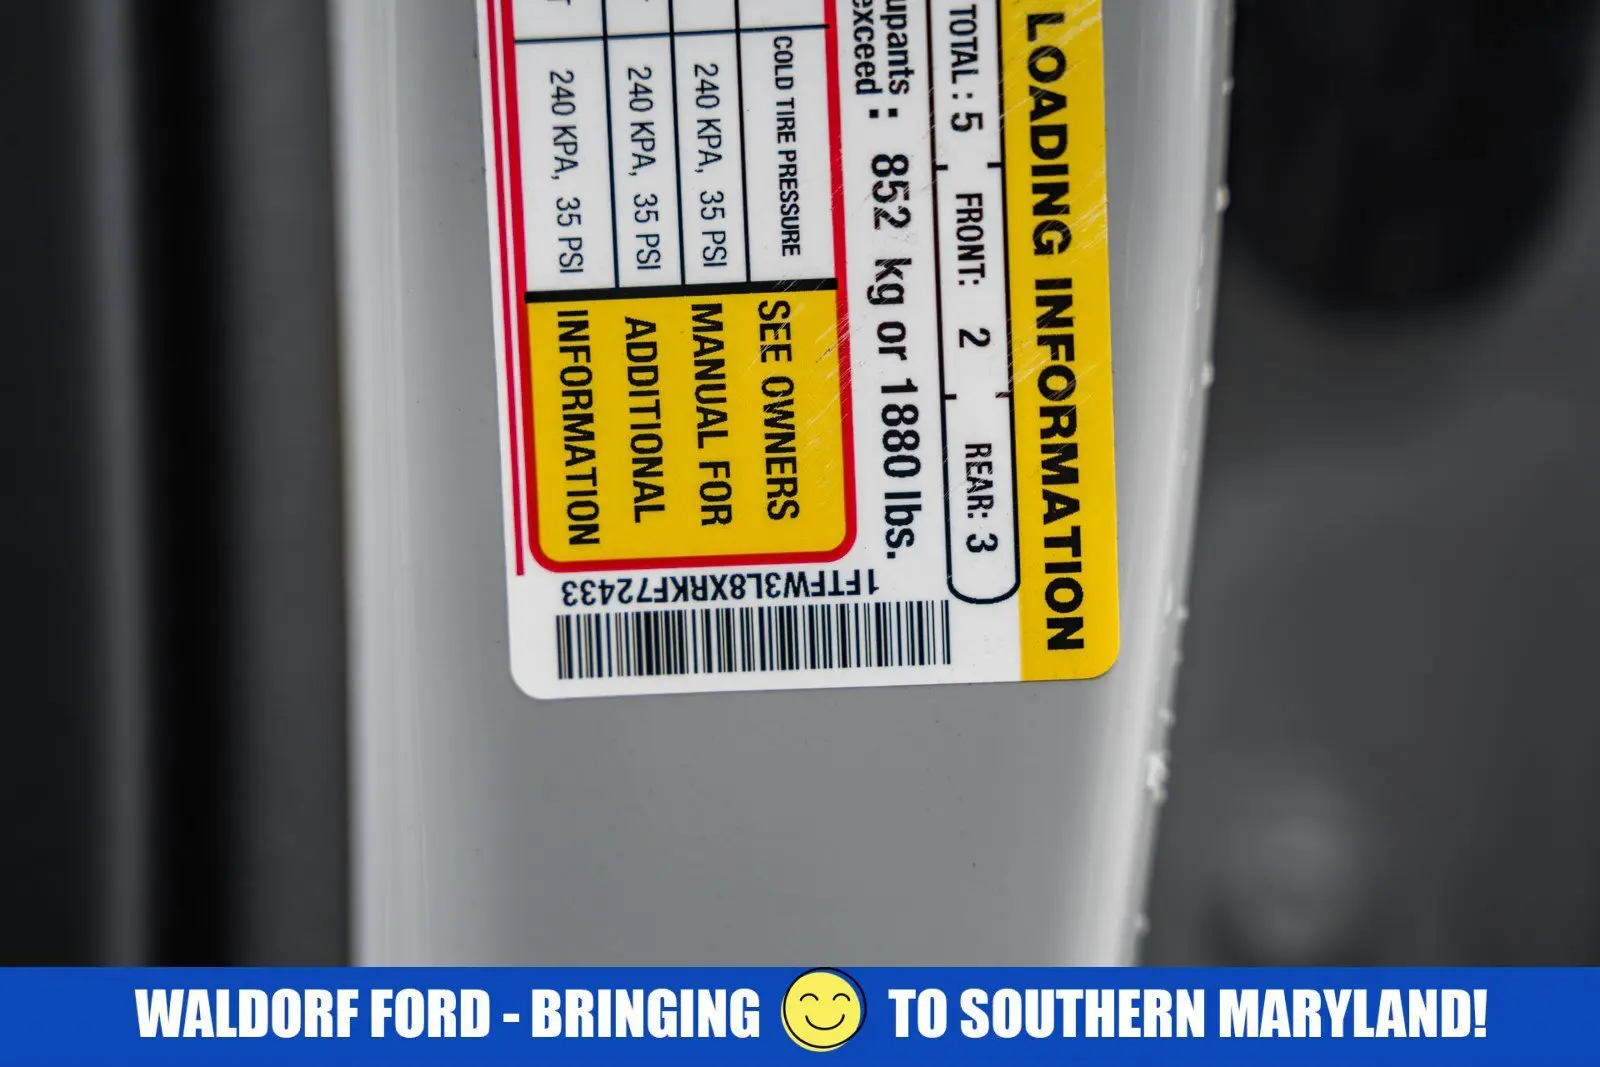 LOADING INFORMATION
TOTAL : 5 FRONT: 2 REAR: 3
upants
exceed : 852 kg or 1880 lbs.
COLD TIRE PRESSURE
240 KPA, 35 PSI
240 KPA, 35 PSI
240 KPA, 35 PSI
SEE OWNERS
MANUAL FOR
ADDITIONAL
INFORMATION
1FTFW3L8XRKF72433
WALDORF FORD - BRINGING TO SOUTHERN MARYLAND!